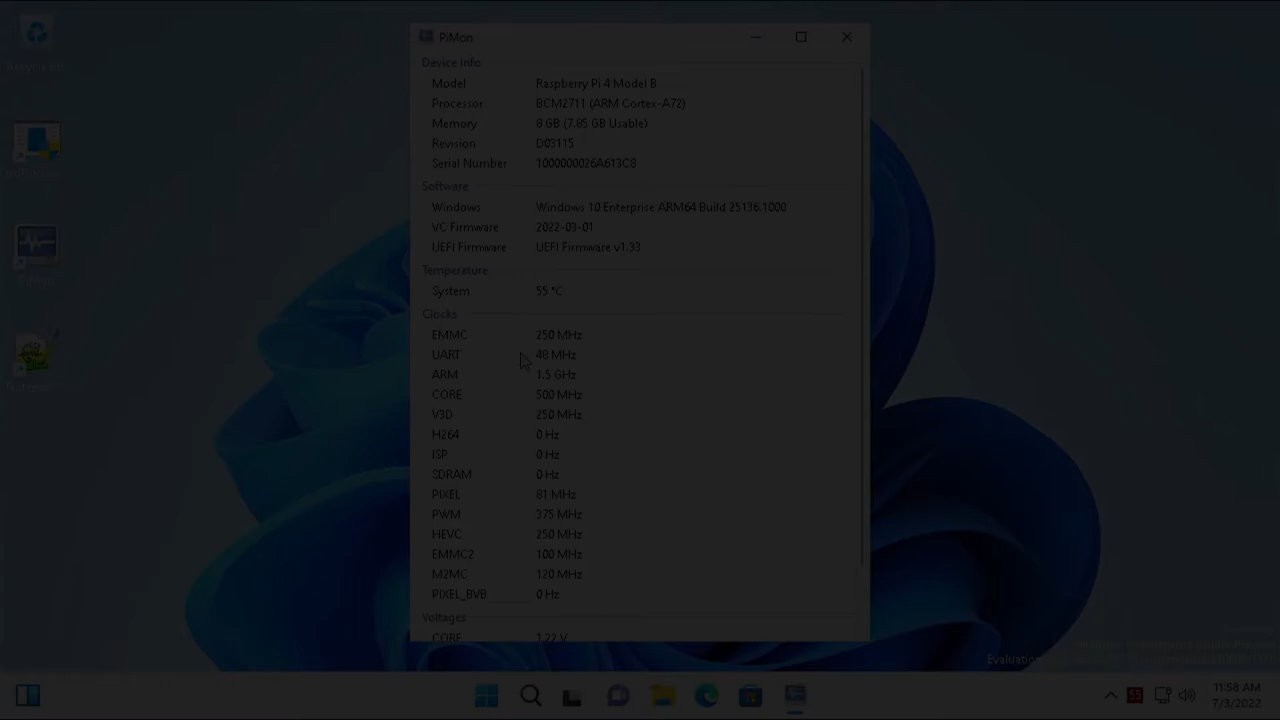 PiMon
Device Info
Model Raspberry Pi 4 Model B
Processor BCM2711 (ARM Cortex-A72)
Memory 8 GB (7.85 GB Usable)
Revision D03115
Serial Number 1000000026A613C8
Software
Windows Windows 10 Enterprise ARM64 Build 25136.1000
VC Firmware 2022-03-01
UEFI Firmware UEFI Firmware v1.33
Temperature
System 55 °C
Clocks
EMMC 250 MHz
UART 48 MHz
ARM 1.5 GHz
CORE 500 MHz
V3D 250 MHz
H264 0 Hz
ISP 0 Hz
SDRAM 0 Hz
PIXEL 81 MHz
PWM 375 MHz
HEVC 250 MHz
EMMC2 100 MHz
M2MC 120 MHz
PIXEL_BVB 0 Hz
Voltages
CORE 1.22 V
Recycle Bin
Evaluation
55
11:58 AM
7/3/2022